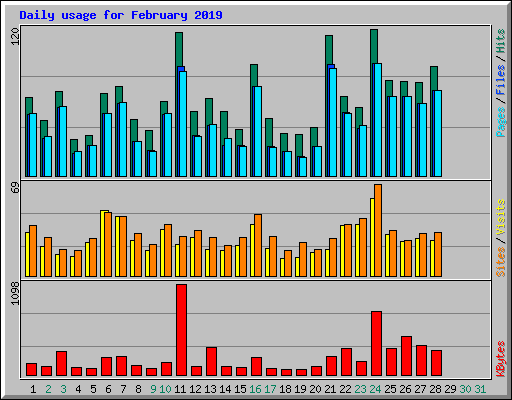 Daily usage for February 2019
120
Pages / Files / Hits
69
Sites / Visits
1098
KBytes
1 2 3 4 5 6 7 8 9 10 11 12 13 14 15 16 17 18 19 20 21 22 23 24 25 26 27 28 29 30 31